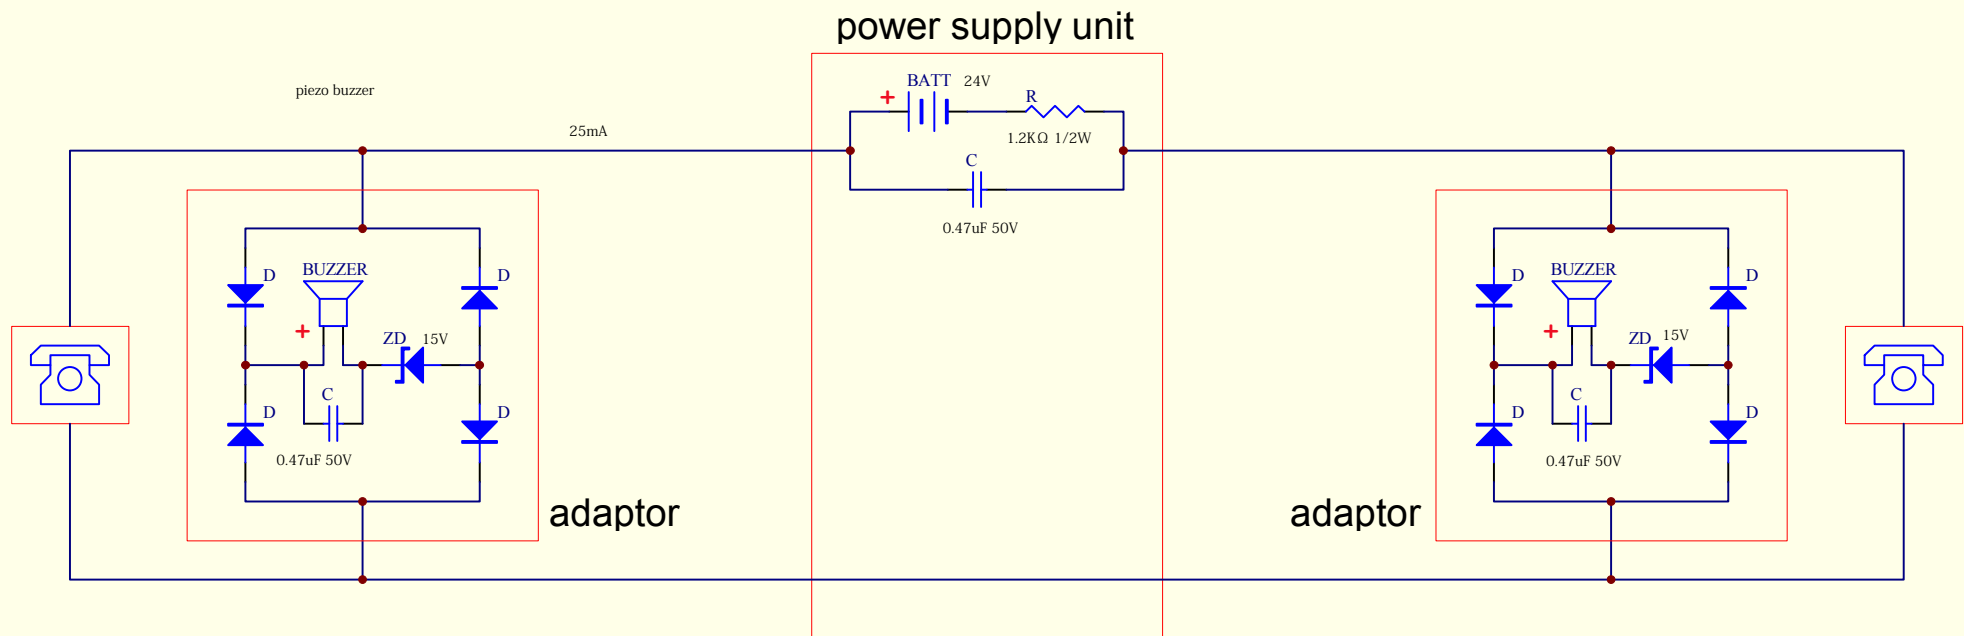 power supply unit
BATT 24V
piezo buzzer
+
R
25mA
1.2KΩ 1/2W
C
0.47uF 50V
D
BUZZER
D
D
BUZZER
D
+
ZD 15V
+
ZD 15V
C
C
D
D
D
D
0.47uF 50V
0.47uF 50V
adaptor
adaptor